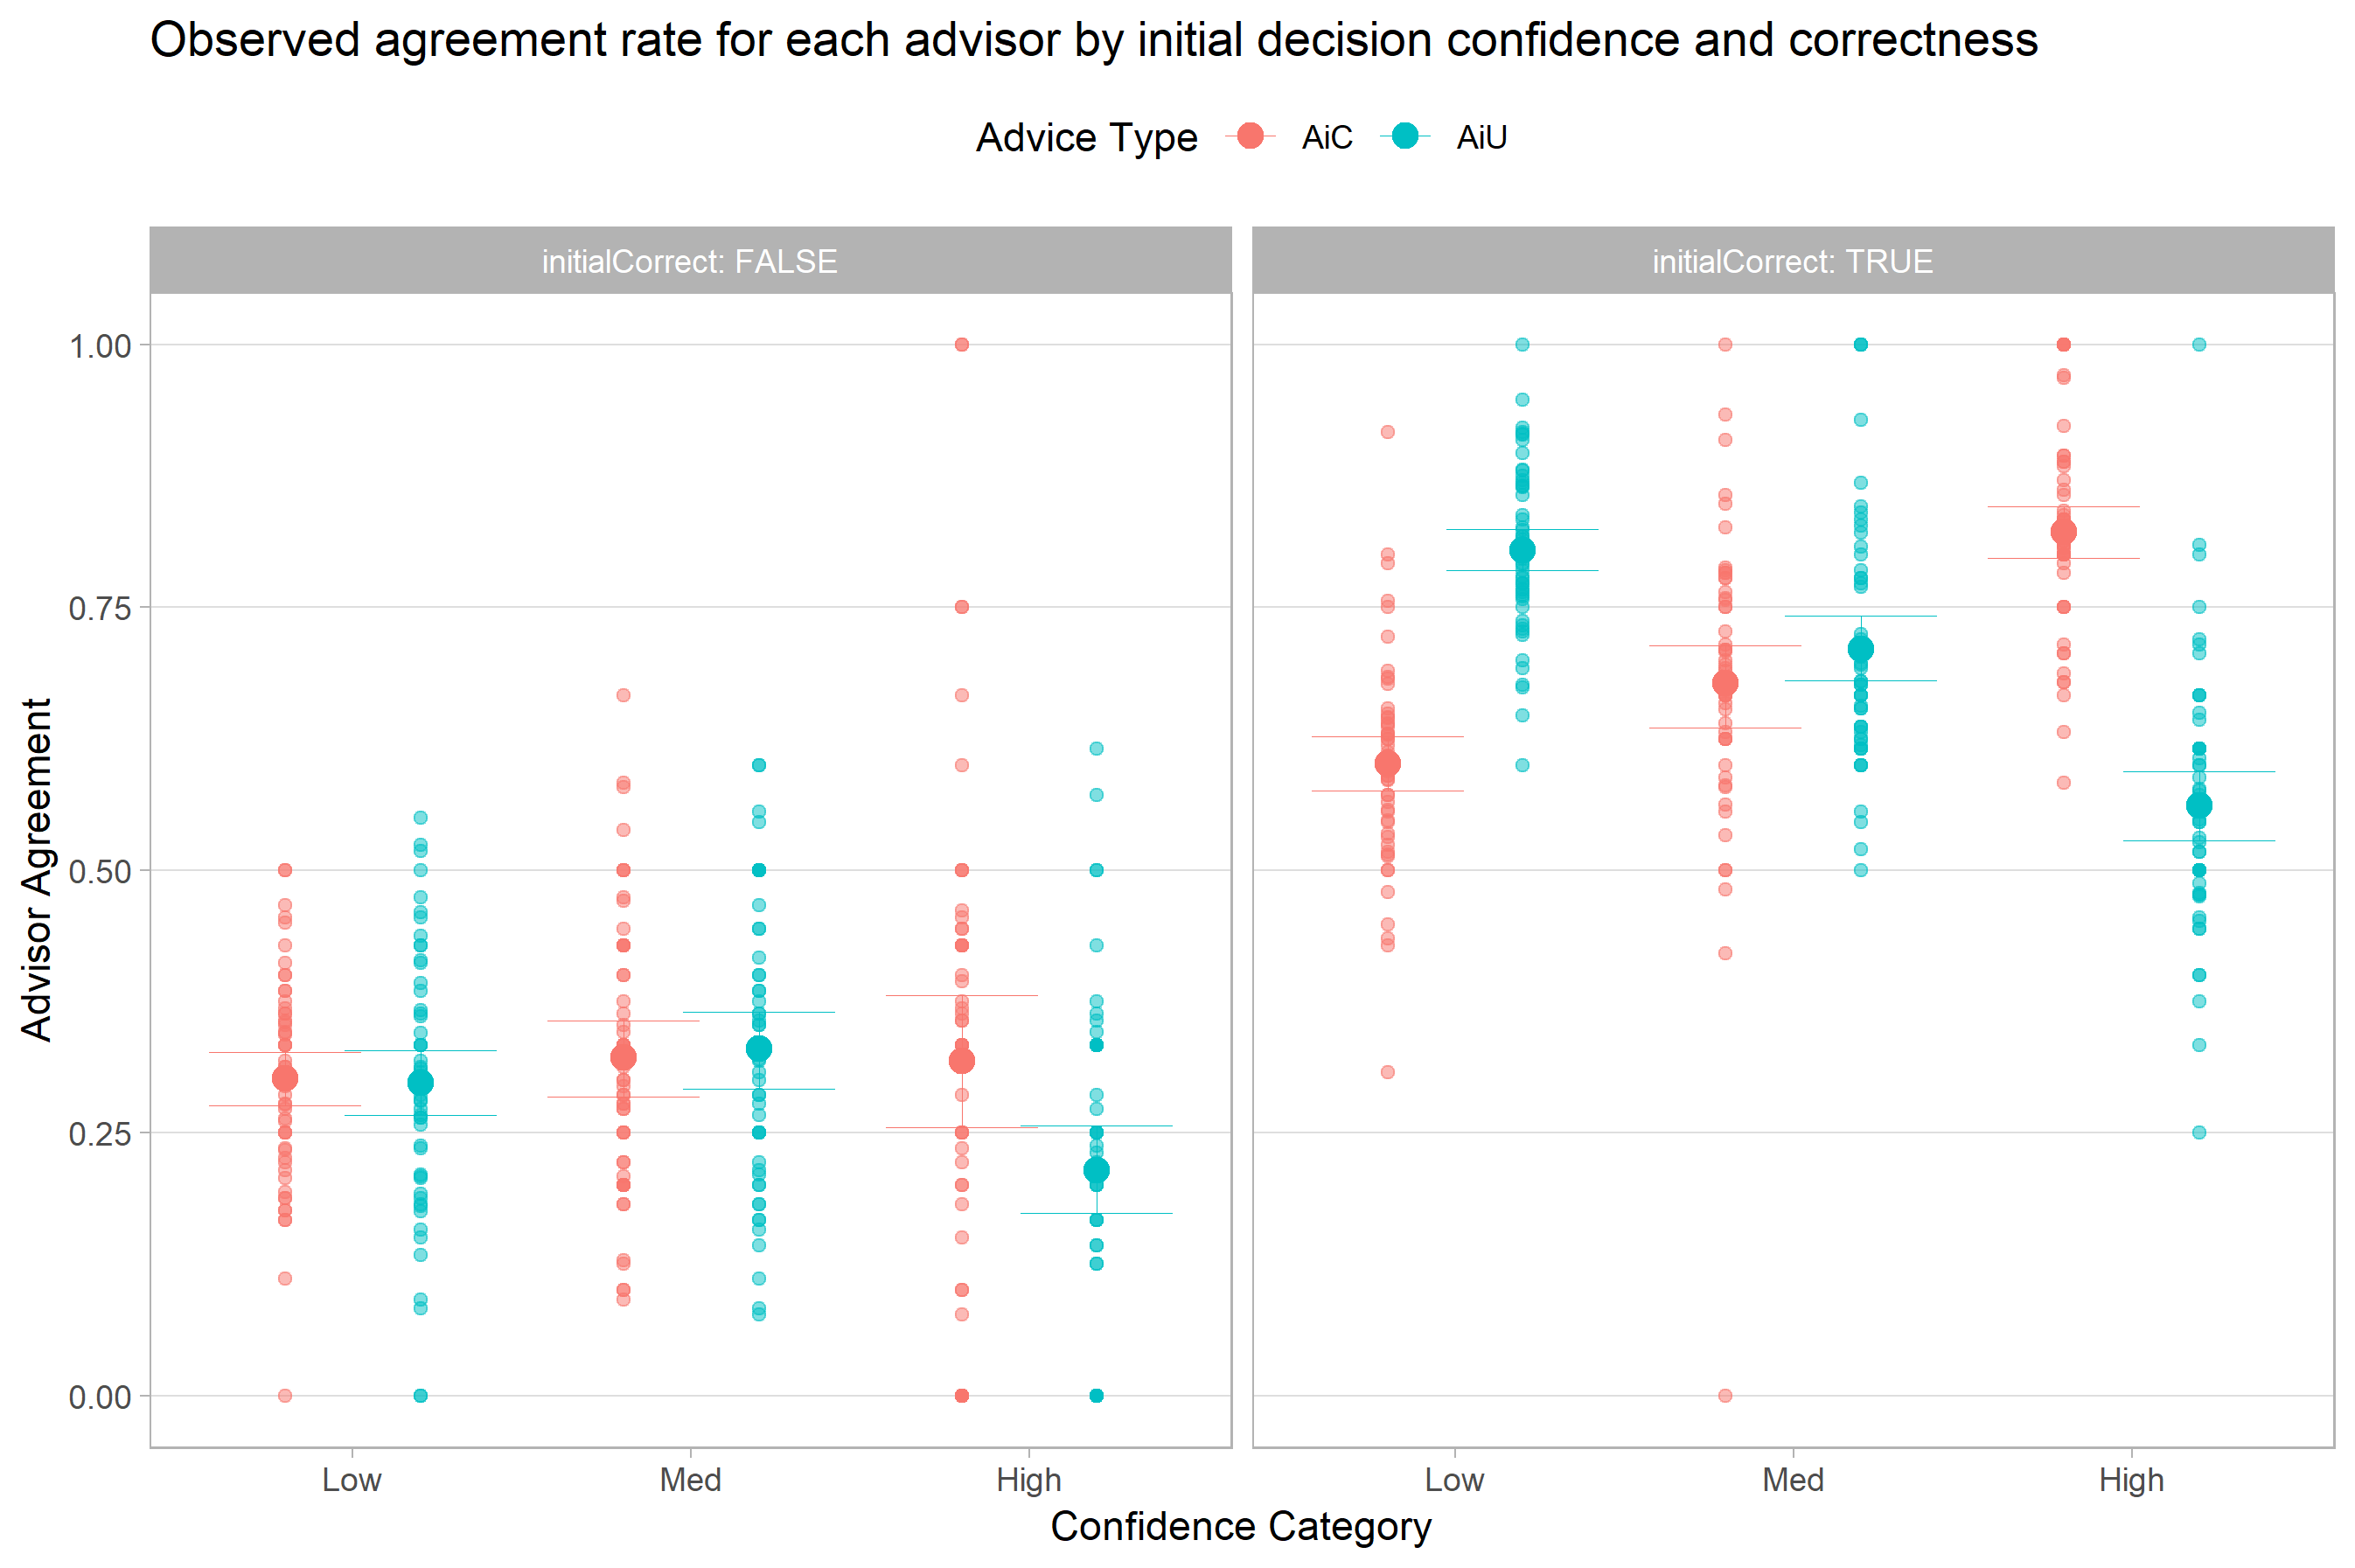 Observed agreement rate for each advisor by initial decision confidence and correctness
Advice Type AiC AiU
initialCorrect: FALSE initialCorrect: TRUE
1.00
0.75
0.50
0.25
0.00
Advisor Agreement
Low Med High Low Med High
Confidence Category